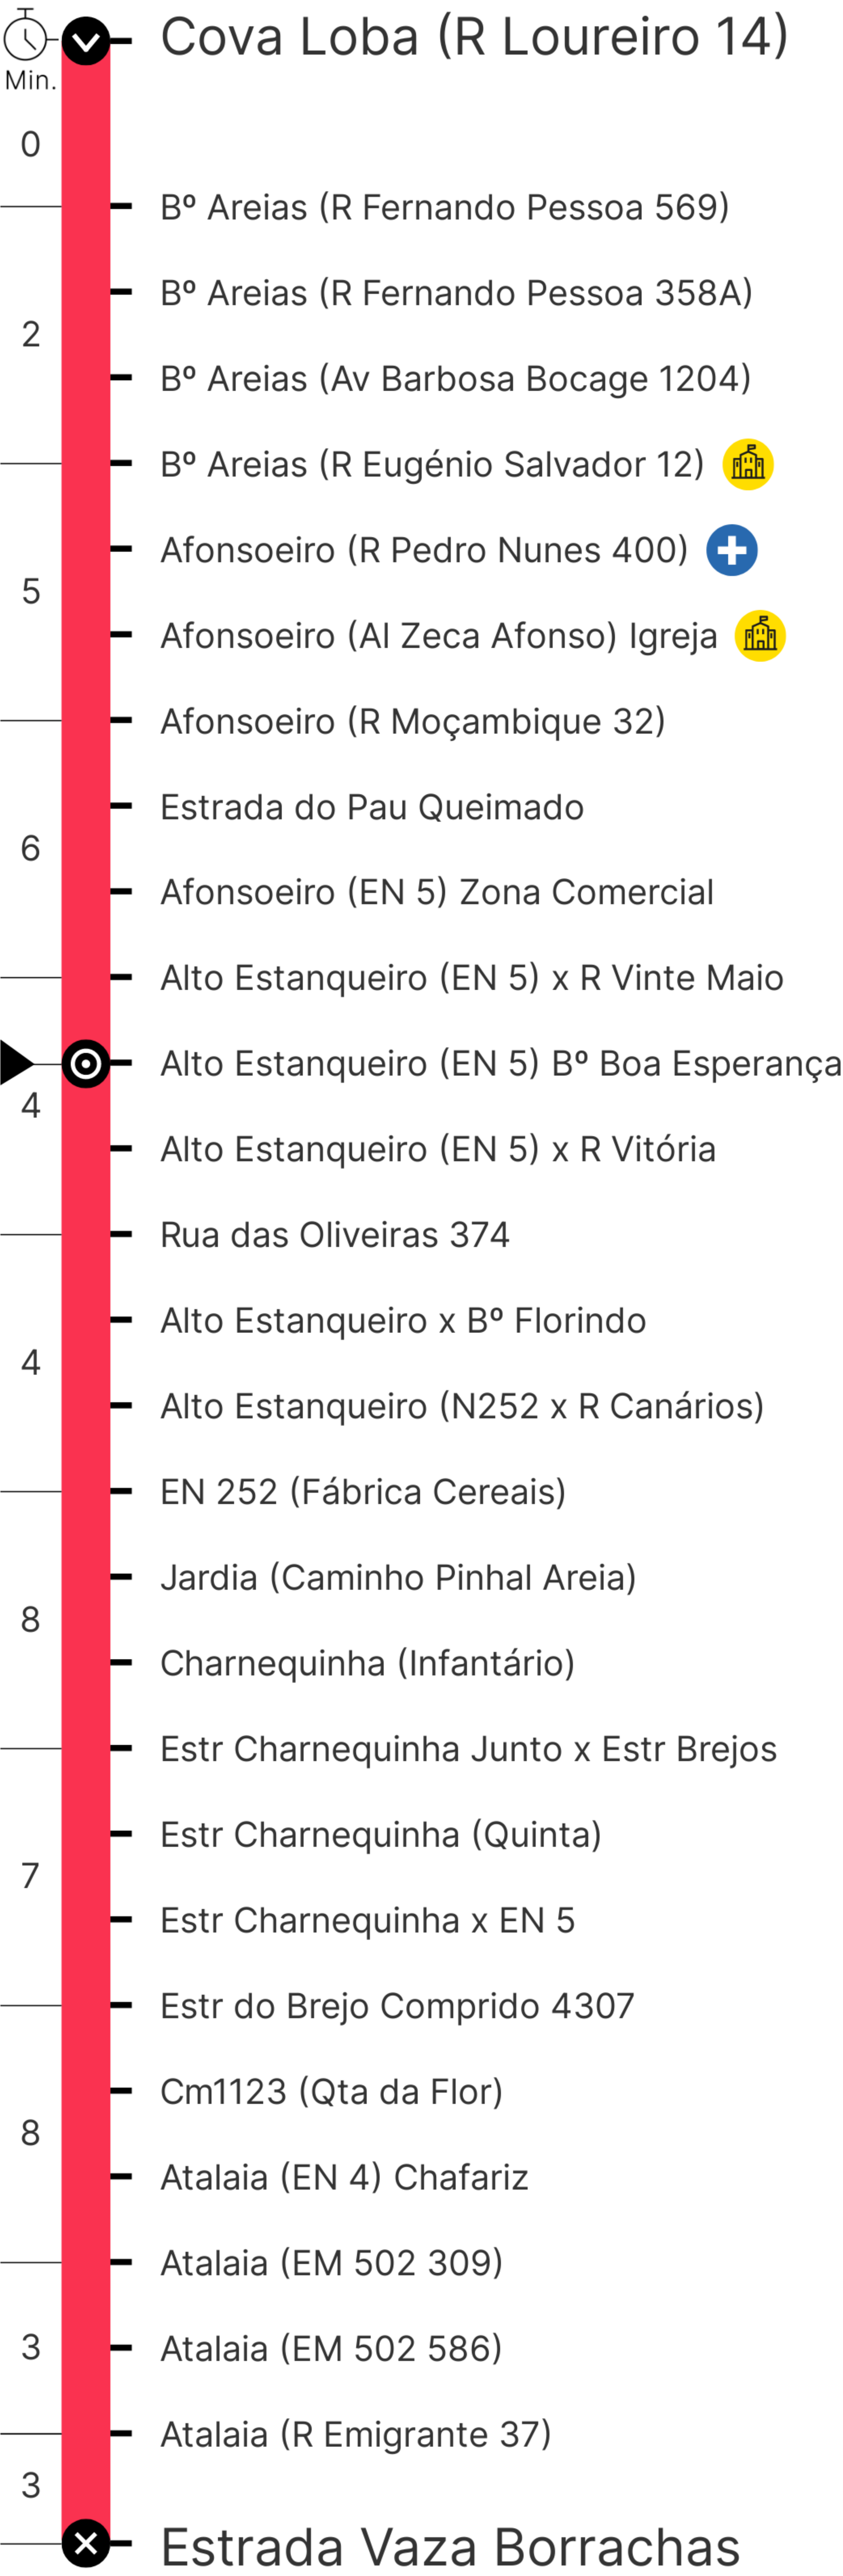 Cova Loba (R Loureiro 14)
Min.
0
Bº Areias (R Fernando Pessoa 569)
Bº Areias (R Fernando Pessoa 358A)
2
Bº Areias (Av Barbosa Bocage 1204)
Bº Areias (R Eugénio Salvador 12)
Afonsoeiro (R Pedro Nunes 400)
5
Afonsoeiro (Al Zeca Afonso) Igreja
Afonsoeiro (R Moçambique 32)
Estrada do Pau Queimado
6
Afonsoeiro (EN 5) Zona Comercial
Alto Estanqueiro (EN 5) x R Vinte Maio
Alto Estanqueiro (EN 5) Bº Boa Esperança
4
Alto Estanqueiro (EN 5) x R Vitória
Rua das Oliveiras 374
Alto Estanqueiro x Bº Florindo
4
Alto Estanqueiro (N252 x R Canários)
EN 252 (Fábrica Cereais)
Jardia (Caminho Pinhal Areia)
8
Charnequinha (Infantário)
Estr Charnequinha Junto x Estr Brejos
Estr Charnequinha (Quinta)
7
Estr Charnequinha x EN 5
Estr do Brejo Comprido 4307
Cm1123 (Qta da Flor)
8
Atalaia (EN 4) Chafariz
Atalaia (EM 502 309)
3
Atalaia (EM 502 586)
Atalaia (R Emigrante 37)
3
Estrada Vaza Borrachas